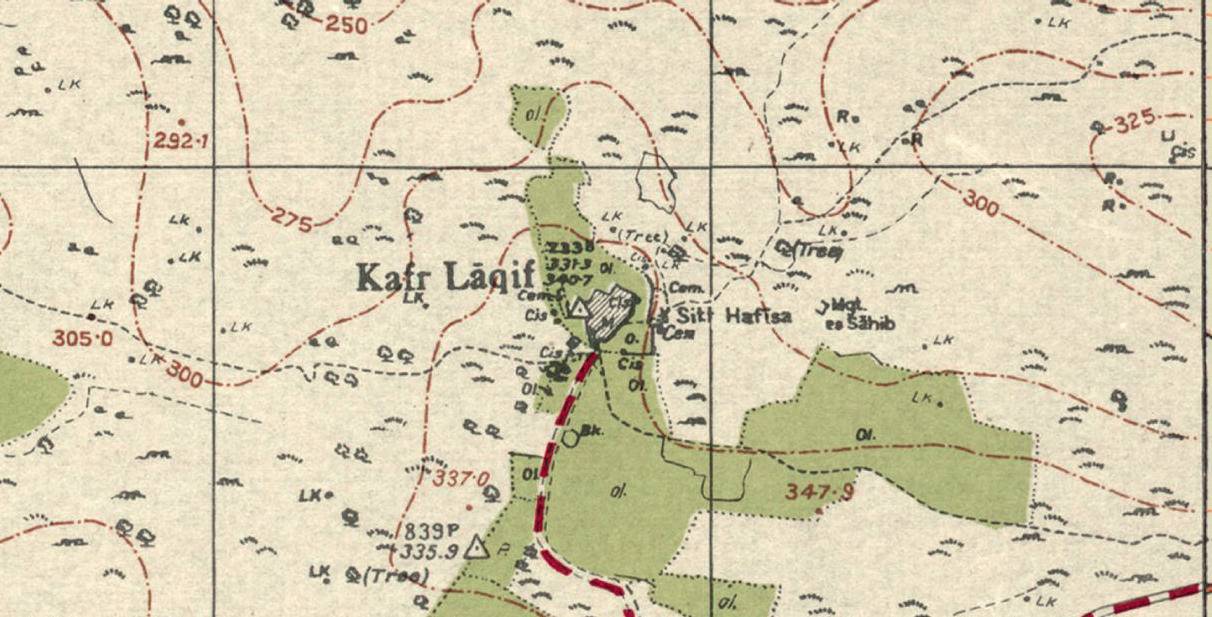 250
LK
LK
292·1
R
LK
R
325
Cis
275
300
R
R
Lk
LK
(Tree)
LK
LK
LK
331·3
340·7
Ol.
ol.
Kafr Lāqif
LK
Cem.
Cis
Cis
Cem.
Sitt Hafīsa
Cem
(Tree)
Mqt.
es Sāhib
LK
LK
305·0
LK
300
LK
Cis
O.
Cis
Ol.
Ol.
LK
Bk.
Ol.
Ol.
337·0
ol.
347·9
LK
839P
335.9
P.
LK
(Tree)
ol.
LK